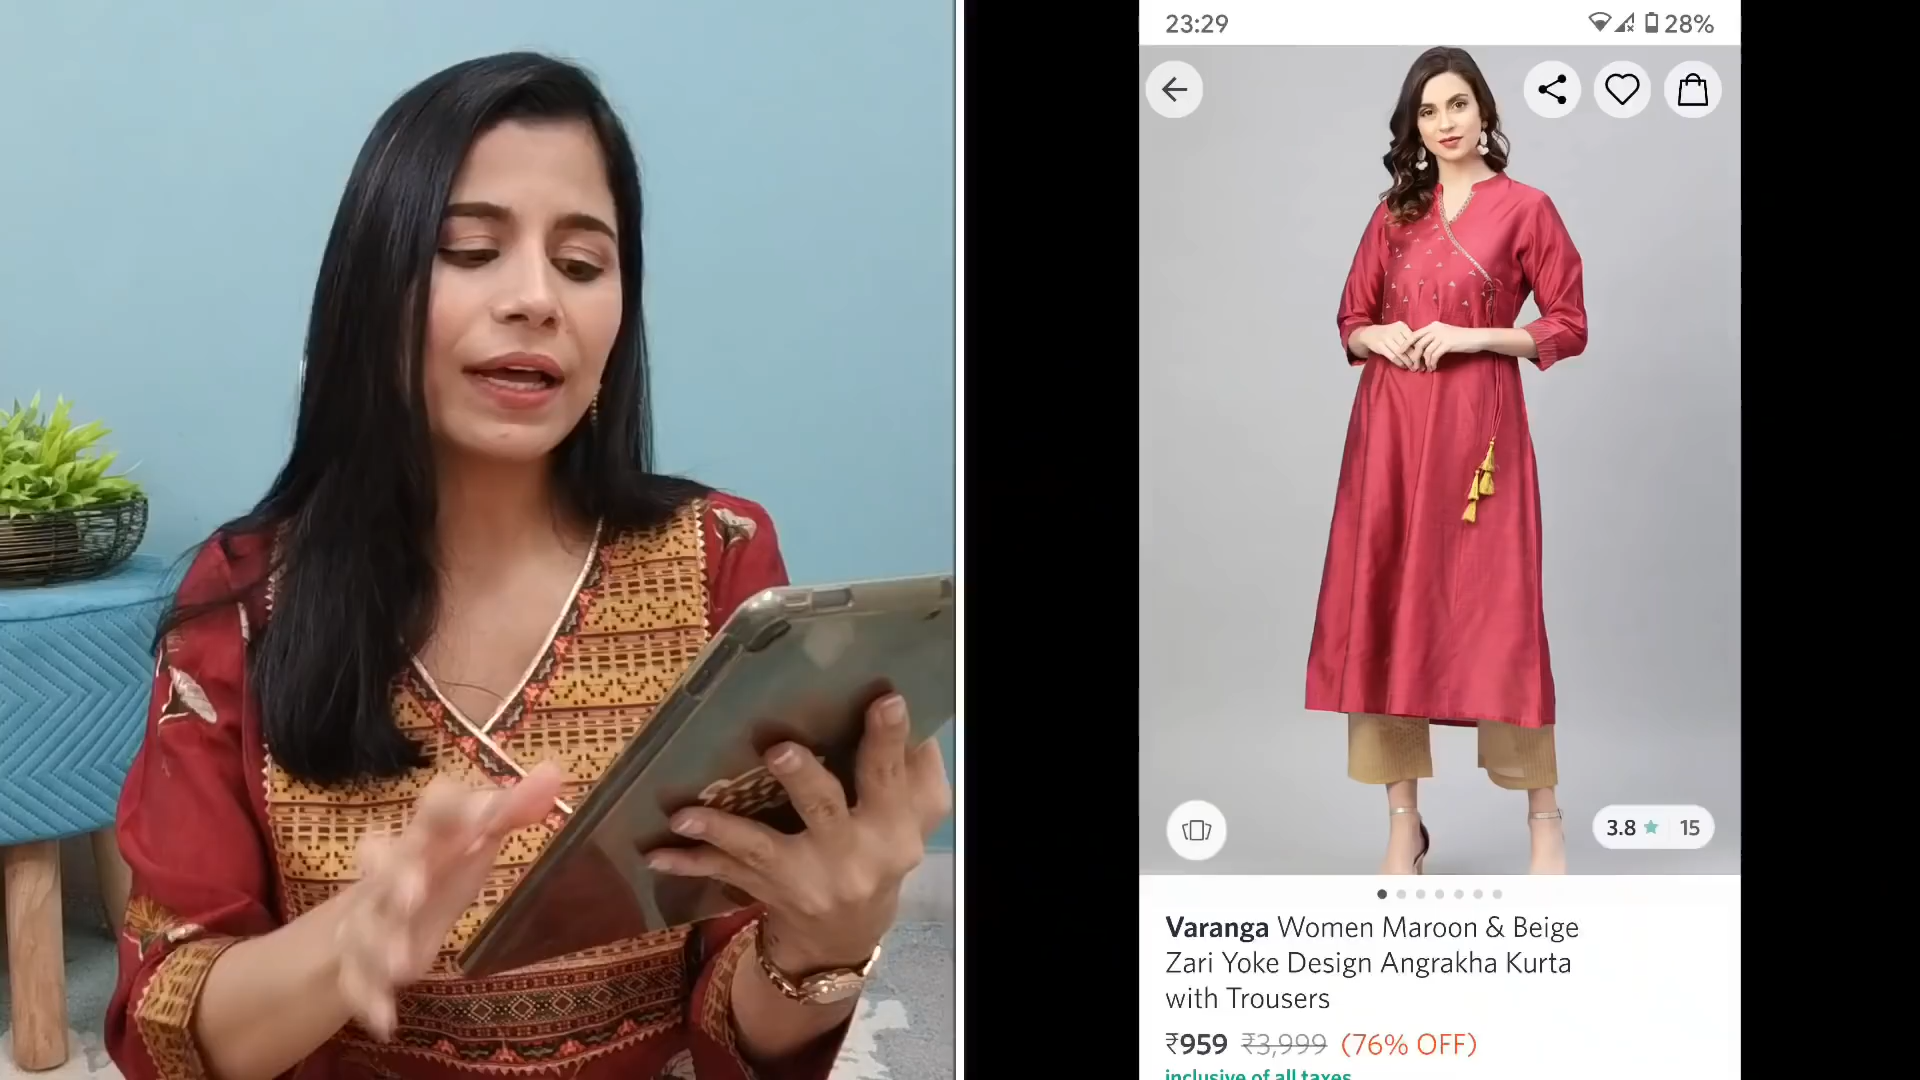 23:29
28%
3.8 ★ 15
Varanga Women Maroon & Beige
Zari Yoke Design Angrakha Kurta
with Trousers
₹959 ₹3,999 (76% OFF)
inclusive of all taxes